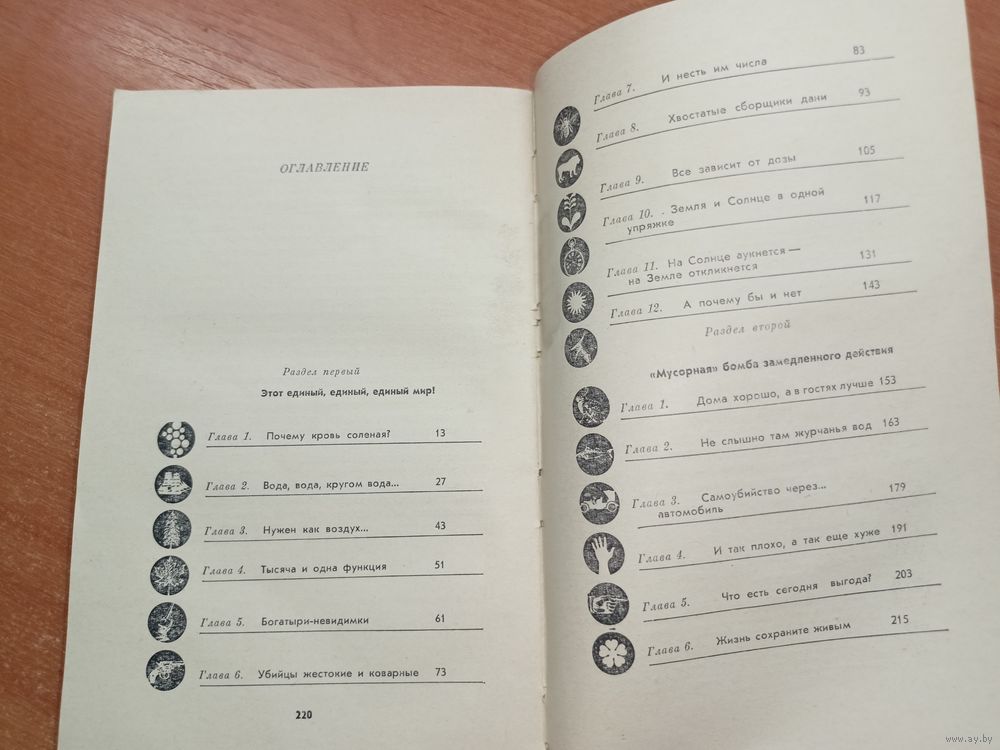 ОГЛАВЛЕНИЕ
Раздел первый
Этот единый, единый, единый мир!
Глава 1. Почему кровь соленая? 13
Глава 2. Вода, вода, кругом вода... 27
Глава 3. Нужен как воздух... 43
Глава 4. Тысяча и одна функция 51
Глава 5. Богатыри-невидимки 61
Глава 6. Убийцы жестокие и коварные 73
220
Глава 7. И несть им числа 83
Глава 8. Хвостатые сборщики дани 93
Глава 9. Все зависит от дозы 105
Глава 10. . Земля и Солнце в одной
упряжке 117
Глава 11. На Солнце аукнется —
на Земле откликнется 131
Глава 12. А почему бы и нет 143
Раздел второй
«Мусорная» бомба замедленного действия
Глава 1. Дома хорошо, а в гостях лучше 153
Глава 2. Не слышно там журчанья вод 163
Глава 3. Самоубийство через...
автомобиль 179
Глава 4. И так плохо, а так еще хуже 191
Глава 5. Что есть сегодня выгода? 203
Глава 6. Жизнь сохраните живым 215
www.ay.by